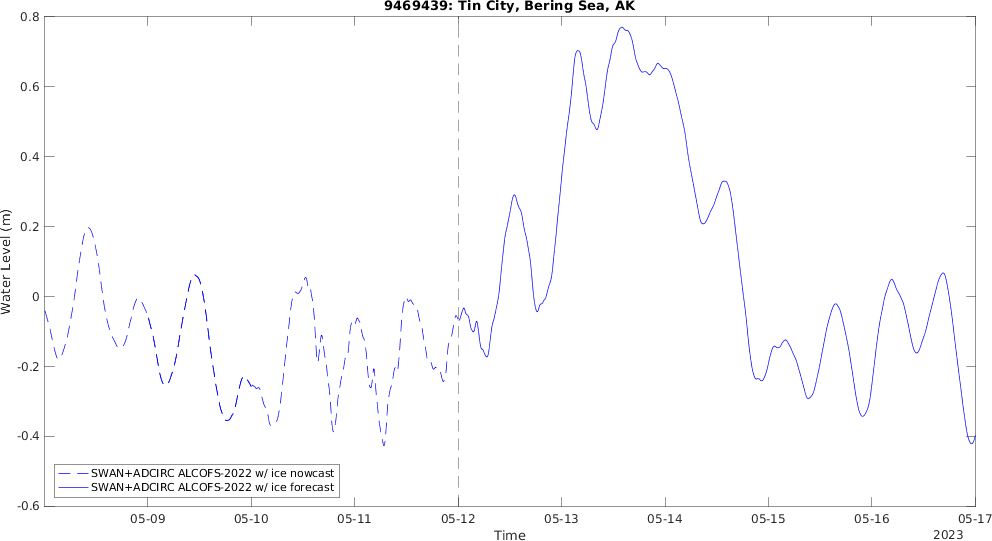 9469439: Tin City, Bering Sea, AK
Water Level (m)
0.8
0.6
0.4
0.2
0
-0.2
-0.4
-0.6
SWAN+ADCIRC ALCOFS-2022 w/ ice nowcast
SWAN+ADCIRC ALCOFS-2022 w/ ice forecast
05-09 05-10 05-11 05-12 05-13 05-14 05-15 05-16 05-17
Time
2023